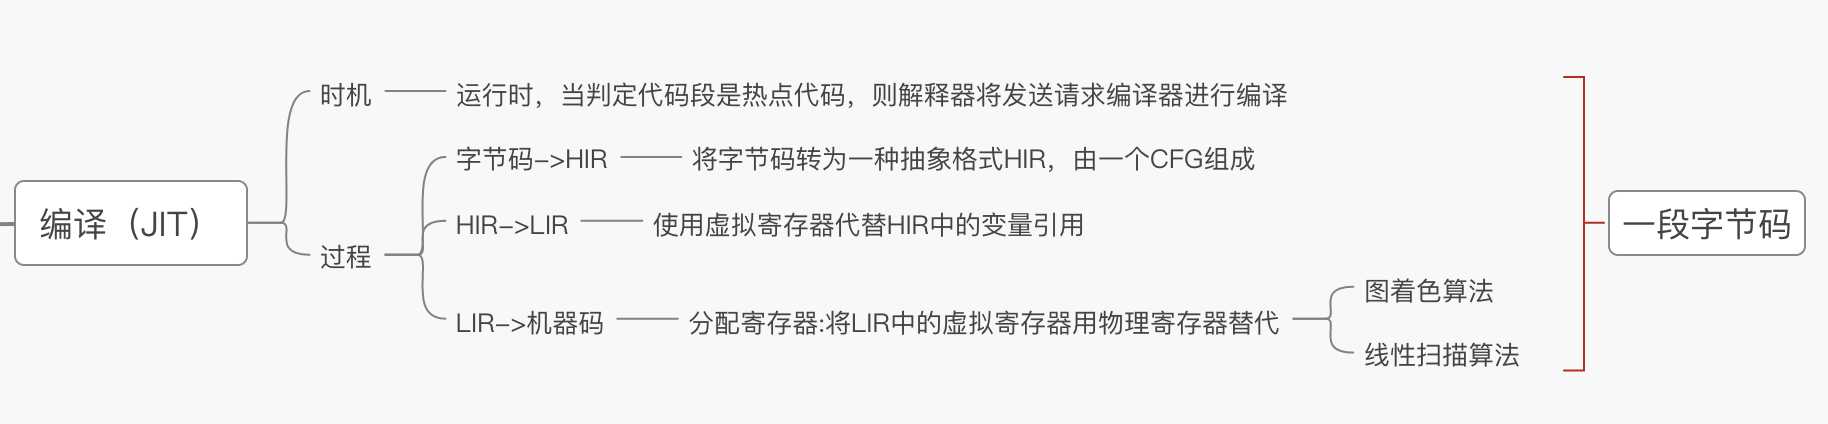 编译（JIT）
时机
运行时，当判定代码段是热点代码，则解释器将发送请求编译器进行编译
过程
字节码->HIR
将字节码转为一种抽象格式HIR，由一个CFG组成
HIR->LIR
使用虚拟寄存器代替HIR中的变量引用
LIR->机器码
分配寄存器:将LIR中的虚拟寄存器用物理寄存器替代
图着色算法
线性扫描算法
一段字节码